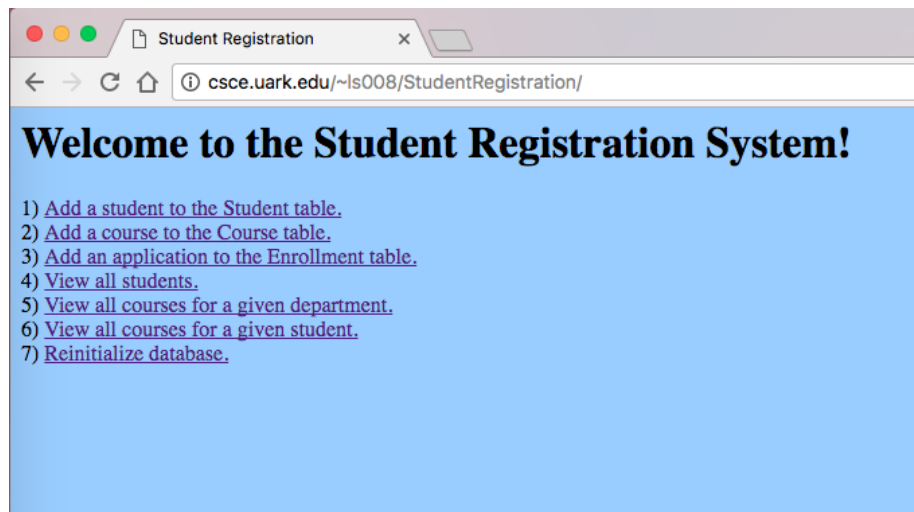 Student Registration
csce.uark.edu/~ls008/StudentRegistration/
Welcome to the Student Registration System!
1) Add a student to the Student table.
2) Add a course to the Course table.
3) Add an application to the Enrollment table.
4) View all students.
5) View all courses for a given department.
6) View all courses for a given student.
7) Reinitialize database.